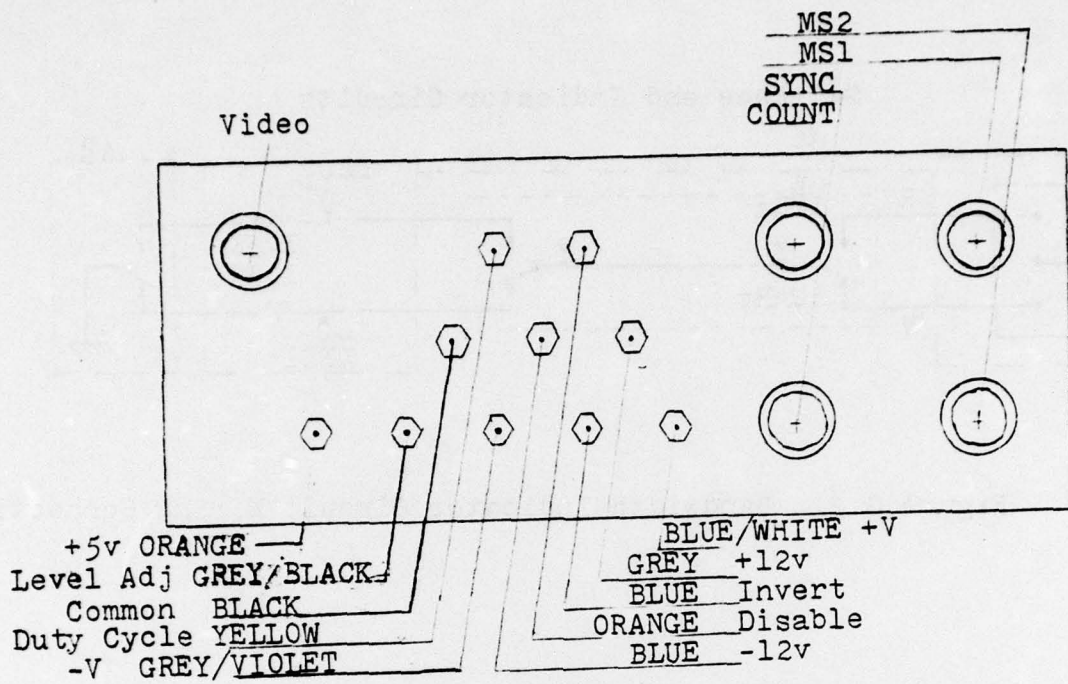 MS2
MS1
SYNC
COUNT
Video
+5v ORANGE
Level Adj GREY/BLACK
Common BLACK
Duty Cycle YELLOW
-V GREY/VIOLET
BLUE/WHITE +V
GREY +12v
BLUE Invert
ORANGE Disable
BLUE -12v